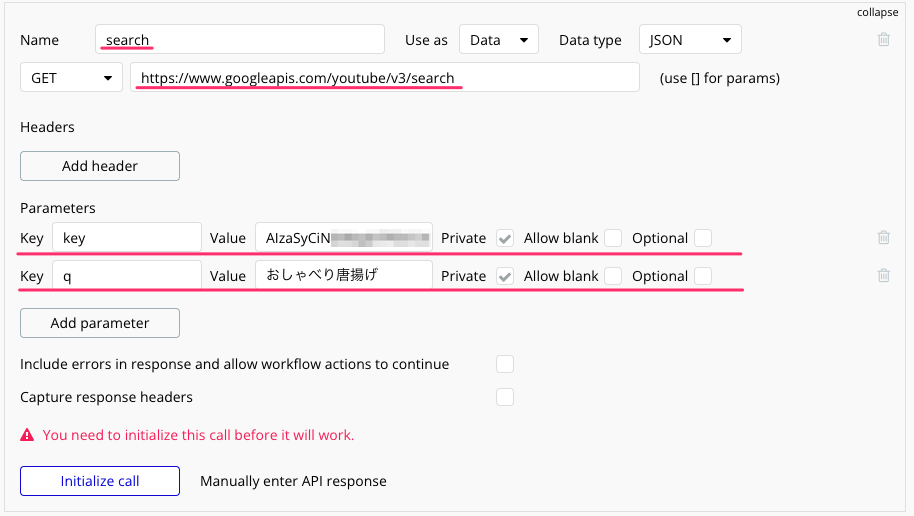 collapse
Name search Use as Data Data type JSON
GET https://www.googleapis.com/youtube/v3/search (use [] for params)
Headers
Add header
Parameters
Key key Value AIzaSyCiN Private Allow blank Optional
Key q Value おしゃべり唐揚げ Private Allow blank Optional
Add parameter
Include errors in response and allow workflow actions to continue
Capture response headers
You need to initialize this call before it will work.
Initialize call Manually enter API response